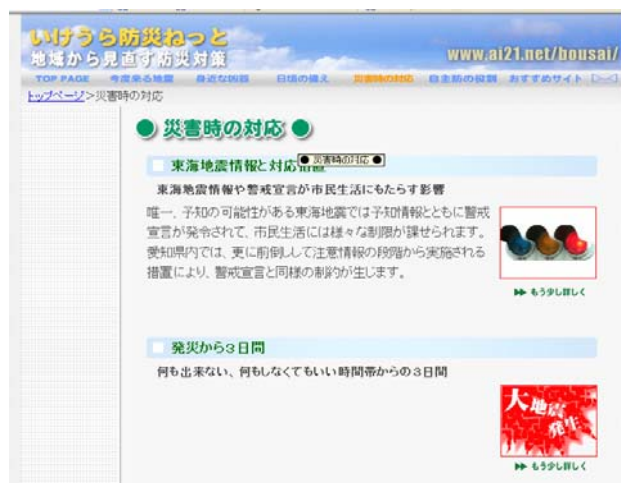 いけうら防災ねっと
地域から見直す防災対策
www.ai21.net/bousai/
TOP PAGE 今度来る地震 身近な凶器 日頃の備え 災害時の対応 自主防の役割 おすすめサイト
トップページ>災害時の対応
● 災害時の対応 ●
東海地震情報と対応措置
● 災害時の対応 ●
東海地震情報や警戒宣言が市民生活にもたらす影響
唯一、予知の可能性がある東海地震では予知情報とともに警戒
宣言が発令されて、市民生活には様々な制限が課せられます。
愛知県内では、更に前倒しして注意情報の段階から実施される
措置により、警戒宣言と同様の制約が生じます。
もう少し詳しく
発災から3日間
何も出来ない、何もしなくてもいい時間帯からの3日間
大地震
発生
もう少し詳しく